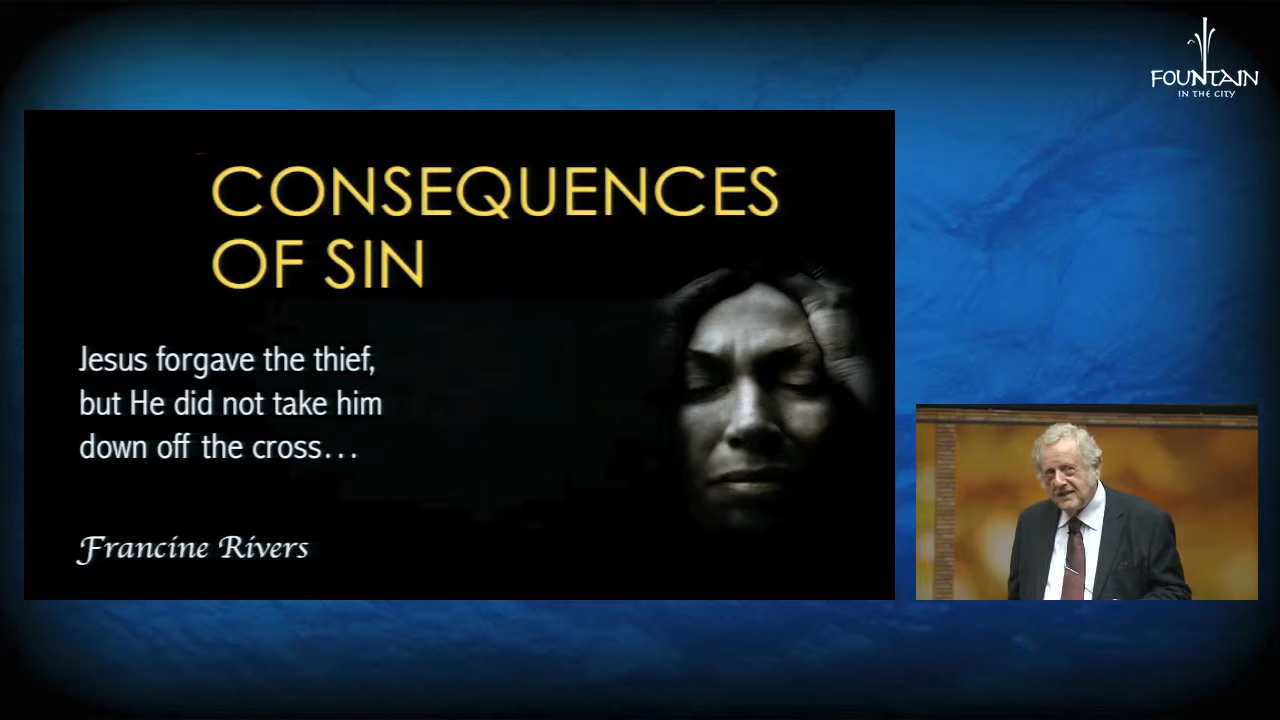 FOUNTAIN
IN THE CITY
CONSEQUENCES
OF SIN
Jesus forgave the thief,
but He did not take him
down off the cross…
Francine Rivers